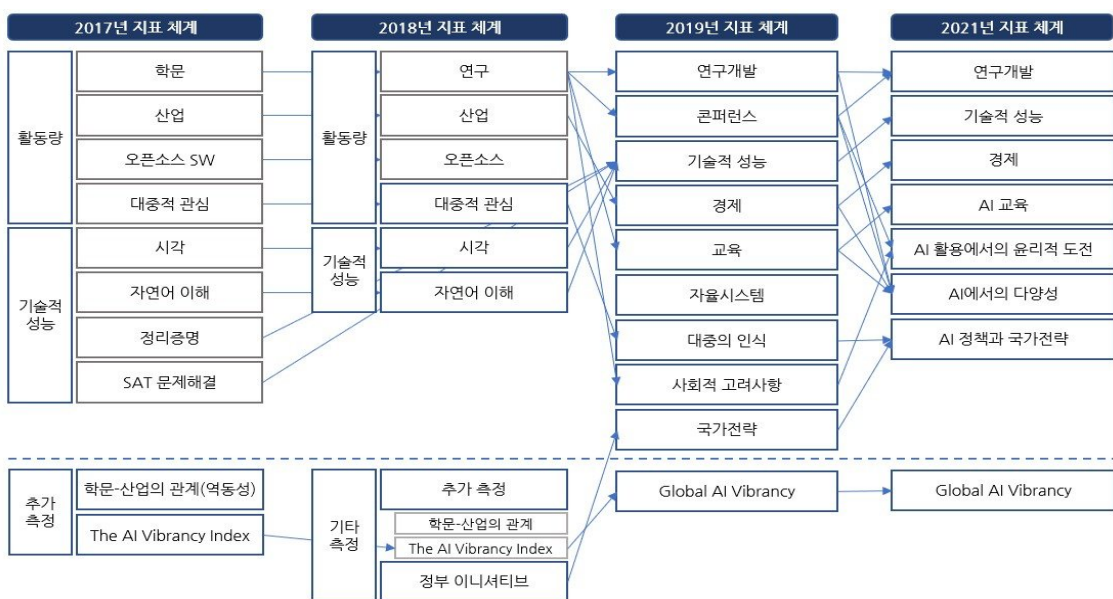 2017년 지표 체계
활동량
학문
산업
오픈소스 SW
대중적 관심
기술적
성능
시각
자연어 이해
정리증명
SAT 문제해결
추가
측정
학문-산업의 관계(역동성)
The AI Vibrancy Index
2018년 지표 체계
활동량
연구
산업
오픈소스
대중적 관심
기술적
성능
시각
자연어 이해
기타
측정
추가 측정
학문-산업의 관계
The AI Vibrancy Index
정부 이니셔티브
2019년 지표 체계
연구개발
콘퍼런스
기술적 성능
경제
교육
자율시스템
대중의 인식
사회적 고려사항
국가전략
Global AI Vibrancy
2021년 지표 체계
연구개발
기술적 성능
경제
AI 교육
AI 활용에서의 윤리적 도전
AI에서의 다양성
AI 정책과 국가전략
Global AI Vibrancy